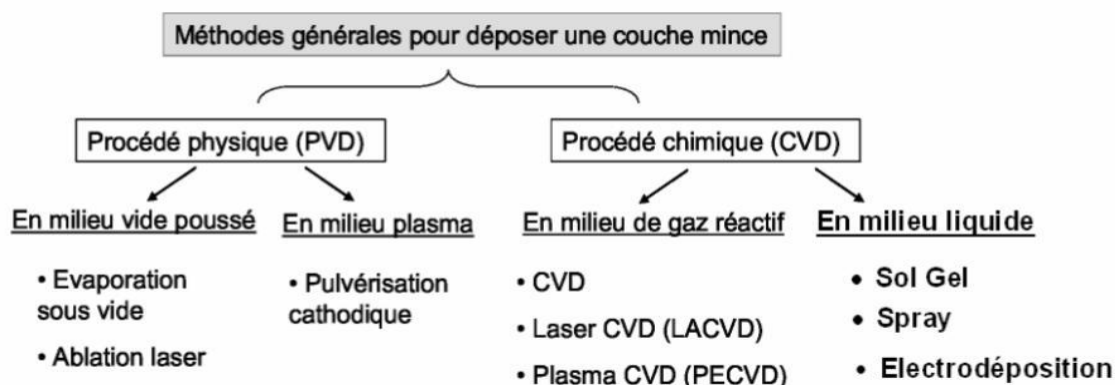 Méthodes générales pour déposer une couche mince
Procédé physique (PVD)
Procédé chimique (CVD)
En milieu vide poussé
En milieu plasma
En milieu de gaz réactif
En milieu liquide
• Evaporation
sous vide
• Ablation laser
• Pulvérisation
cathodique
• CVD
• Laser CVD (LACVD)
• Plasma CVD (PECVD)
• Sol Gel
• Spray
• Electrodéposition